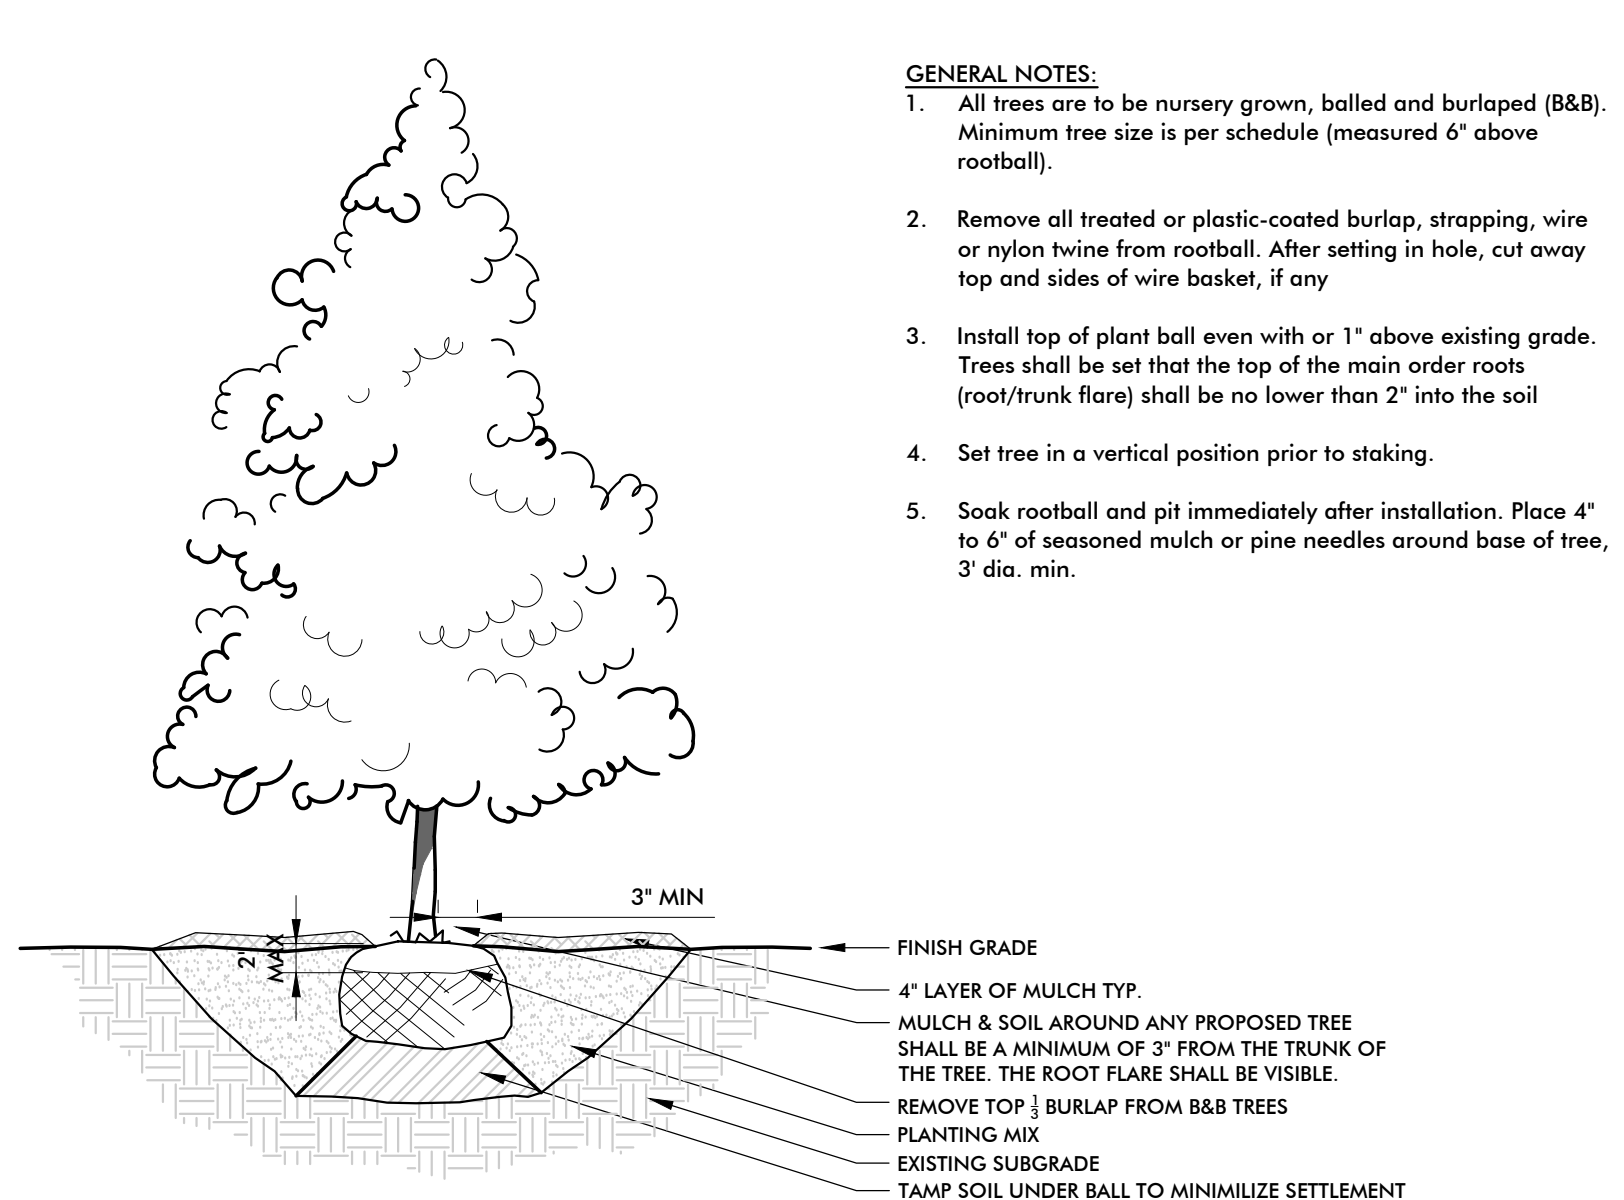 GENERAL NOTES:
1. All trees are to be nursery grown, balled and burlaped (B&B).
Minimum tree size is per schedule (measured 6" above
rootball).
2. Remove all treated or plastic-coated burlap, strapping, wire
or nylon twine from rootball. After setting in hole, cut away
top and sides of wire basket, if any
3. Install top of plant ball even with or 1" above existing grade.
Trees shall be set that the top of the main order roots
(root/trunk flare) shall be no lower than 2" into the soil
4. Set tree in a vertical position prior to staking.
5. Soak rootball and pit immediately after installation. Place 4"
to 6" of seasoned mulch or pine needles around base of tree,
3' dia. min.
3" MIN
2"
MAX
FINISH GRADE
4" LAYER OF MULCH TYP.
MULCH & SOIL AROUND ANY PROPOSED TREE
SHALL BE A MINIMUM OF 3" FROM THE TRUNK OF
THE TREE. THE ROOT FLARE SHALL BE VISIBLE.
REMOVE TOP 1/3 BURLAP FROM B&B TREES
PLANTING MIX
EXISTING SUBGRADE
TAMP SOIL UNDER BALL TO MINIMILIZE SETTLEMENT